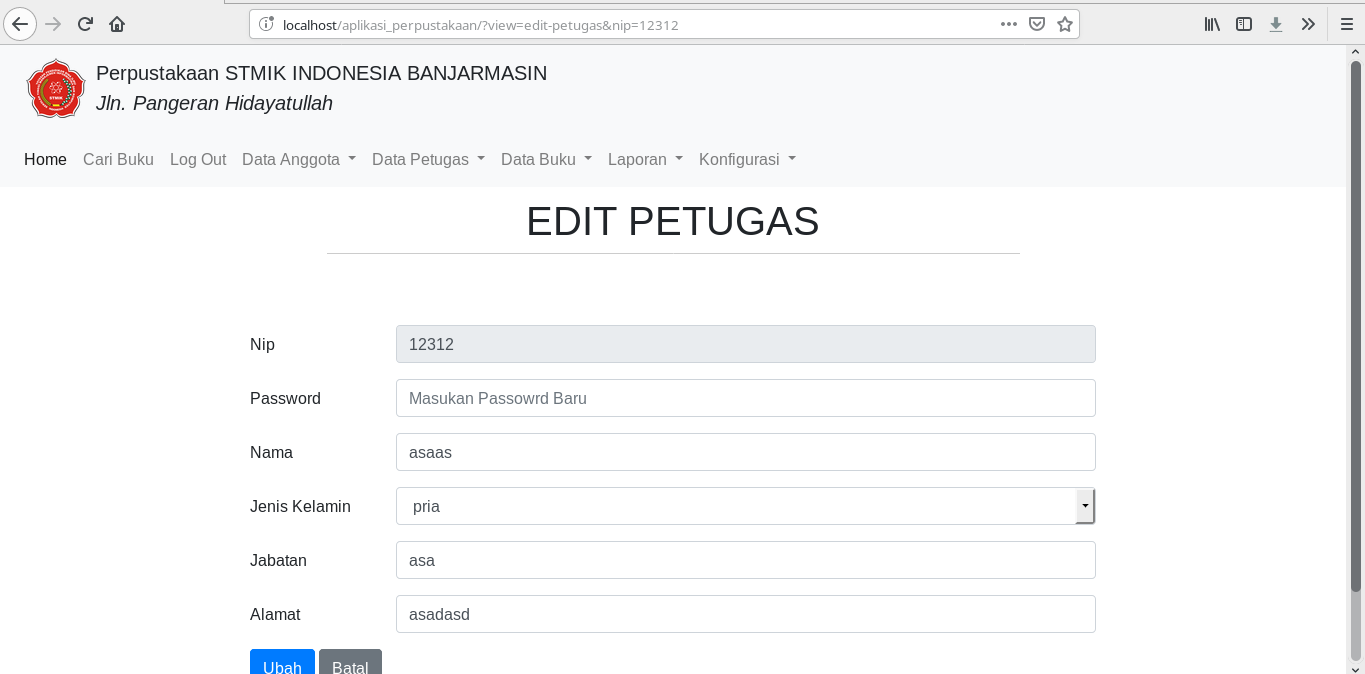 localhost/aplikasi_perpustakaan/?view=edit-petugas&nip=12312
Perpustakaan STMIK INDONESIA BANJARMASIN
Jln. Pangeran Hidayatullah
Home Cari Buku Log Out Data Anggota Data Petugas Data Buku Laporan Konfigurasi
EDIT PETUGAS
Nip 12312
Password Masukan Passowrd Baru
Nama asaas
Jenis Kelamin pria
Jabatan asa
Alamat asadasd
Ubah Batal